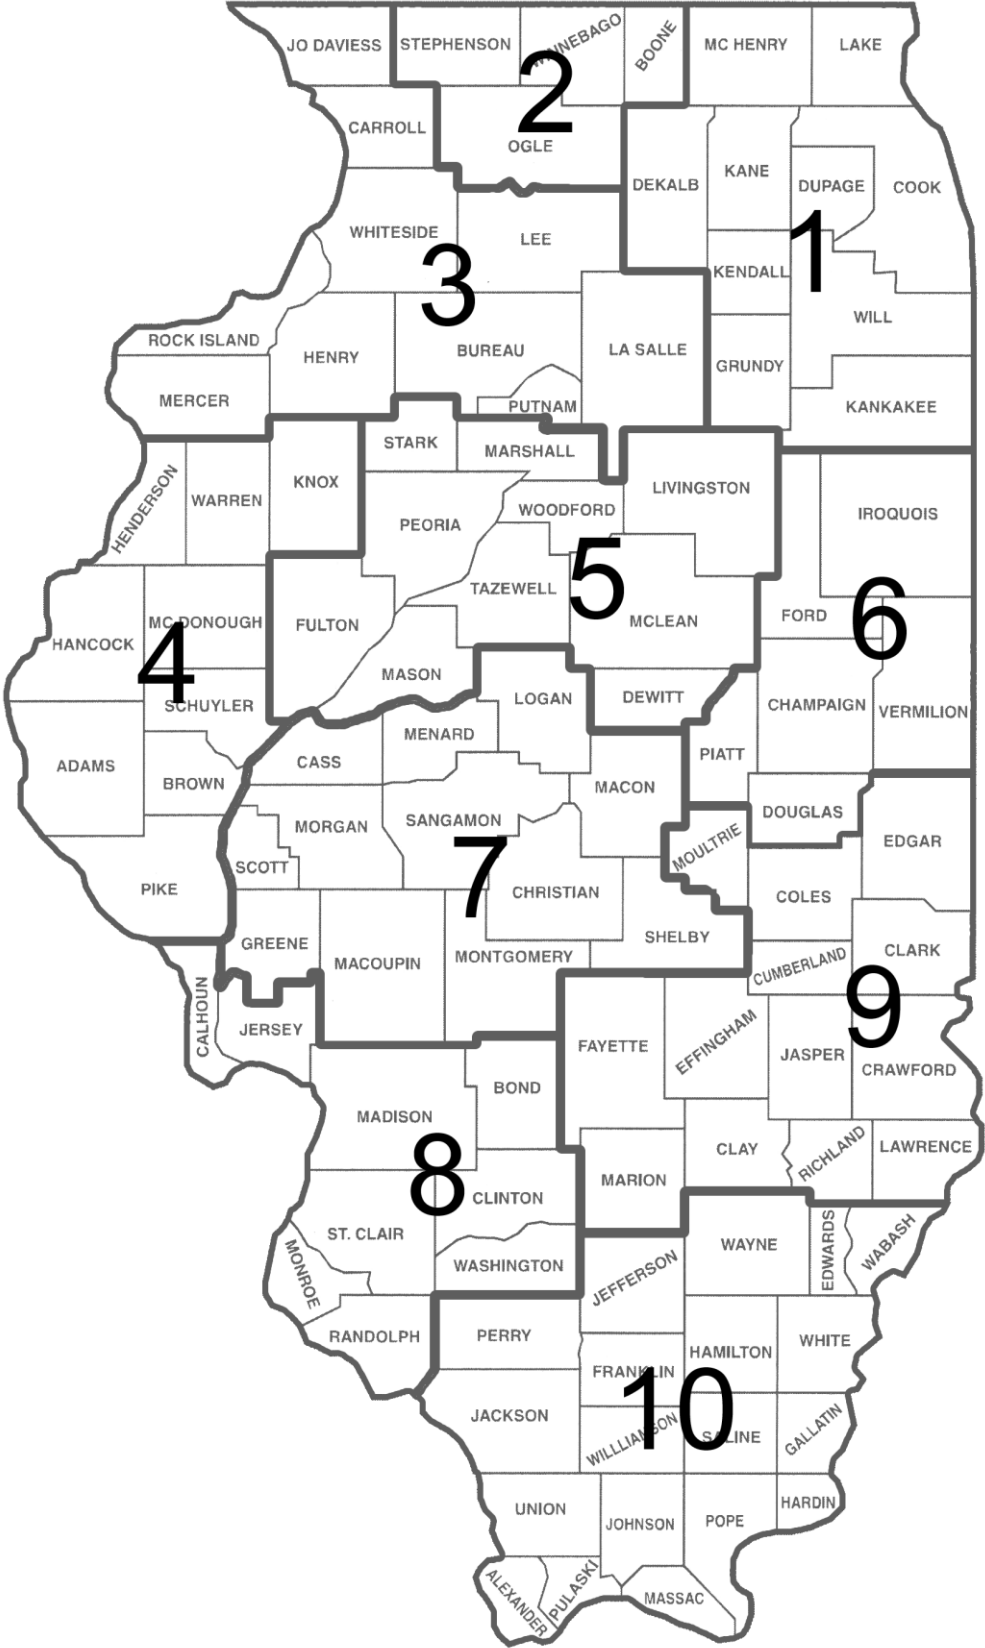 JO DAVIESS
STEPHENSON
WINNEBAGO
BOONE
MC HENRY
LAKE
2
CARROLL
OGLE
DEKALB
KANE
DUPAGE
COOK
1
WHITESIDE
LEE
3
KENDALL
WILL
ROCK ISLAND
HENRY
BUREAU
LA SALLE
GRUNDY
MERCER
PUTNAM
KANKAKEE
STARK
MARSHALL
HENDERSON
WARREN
KNOX
LIVINGSTON
PEORIA
WOODFORD
IROQUOIS
5
TAZEWELL
MCLEAN
FORD
6
HANCOCK
MC DONOUGH
4
FULTON
MASON
SCHUYLER
LOGAN
DEWITT
CHAMPAIGN
VERMILION
ADAMS
BROWN
CASS
MENARD
PIATT
MACON
DOUGLAS
MORGAN
SANGAMON
7
MOULTRIE
EDGAR
SCOTT
PIKE
CHRISTIAN
COLES
GREENE
MACOUPIN
MONTGOMERY
SHELBY
CUMBERLAND
CLARK
9
CALHOUN
JERSEY
FAYETTE
EFFINGHAM
JASPER
CRAWFORD
MADISON
BOND
8
CLAY
RICHLAND
LAWRENCE
MARION
CLINTON
ST. CLAIR
MONROE
WASHINGTON
WAYNE
EDWARDS
WABASH
JEFFERSON
RANDOLPH
PERRY
HAMILTON
WHITE
FRANKLIN
10
JACKSON
WILLLIAMSON
SALINE
GALLATIN
UNION
JOHNSON
POPE
HARDIN
ALEXANDER
PULASKI
MASSAC